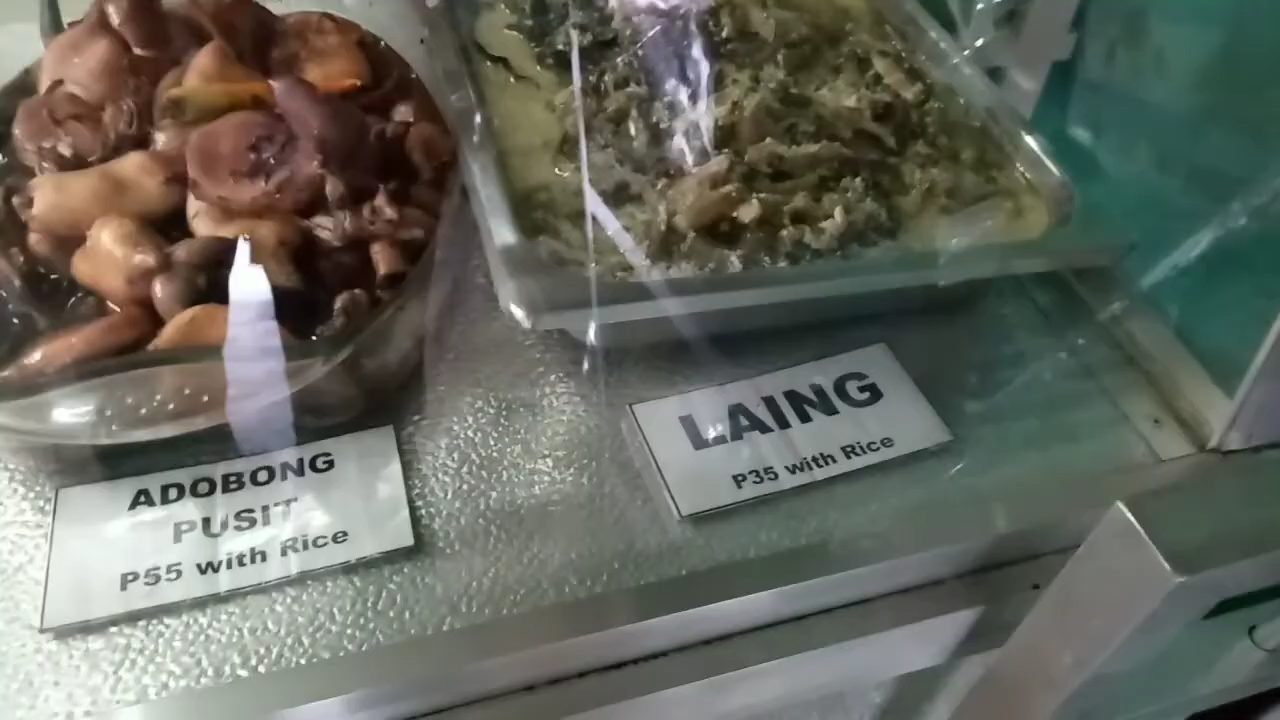 ADOBONG
PUSIT
P55 with Rice
LAING
P35 with Rice